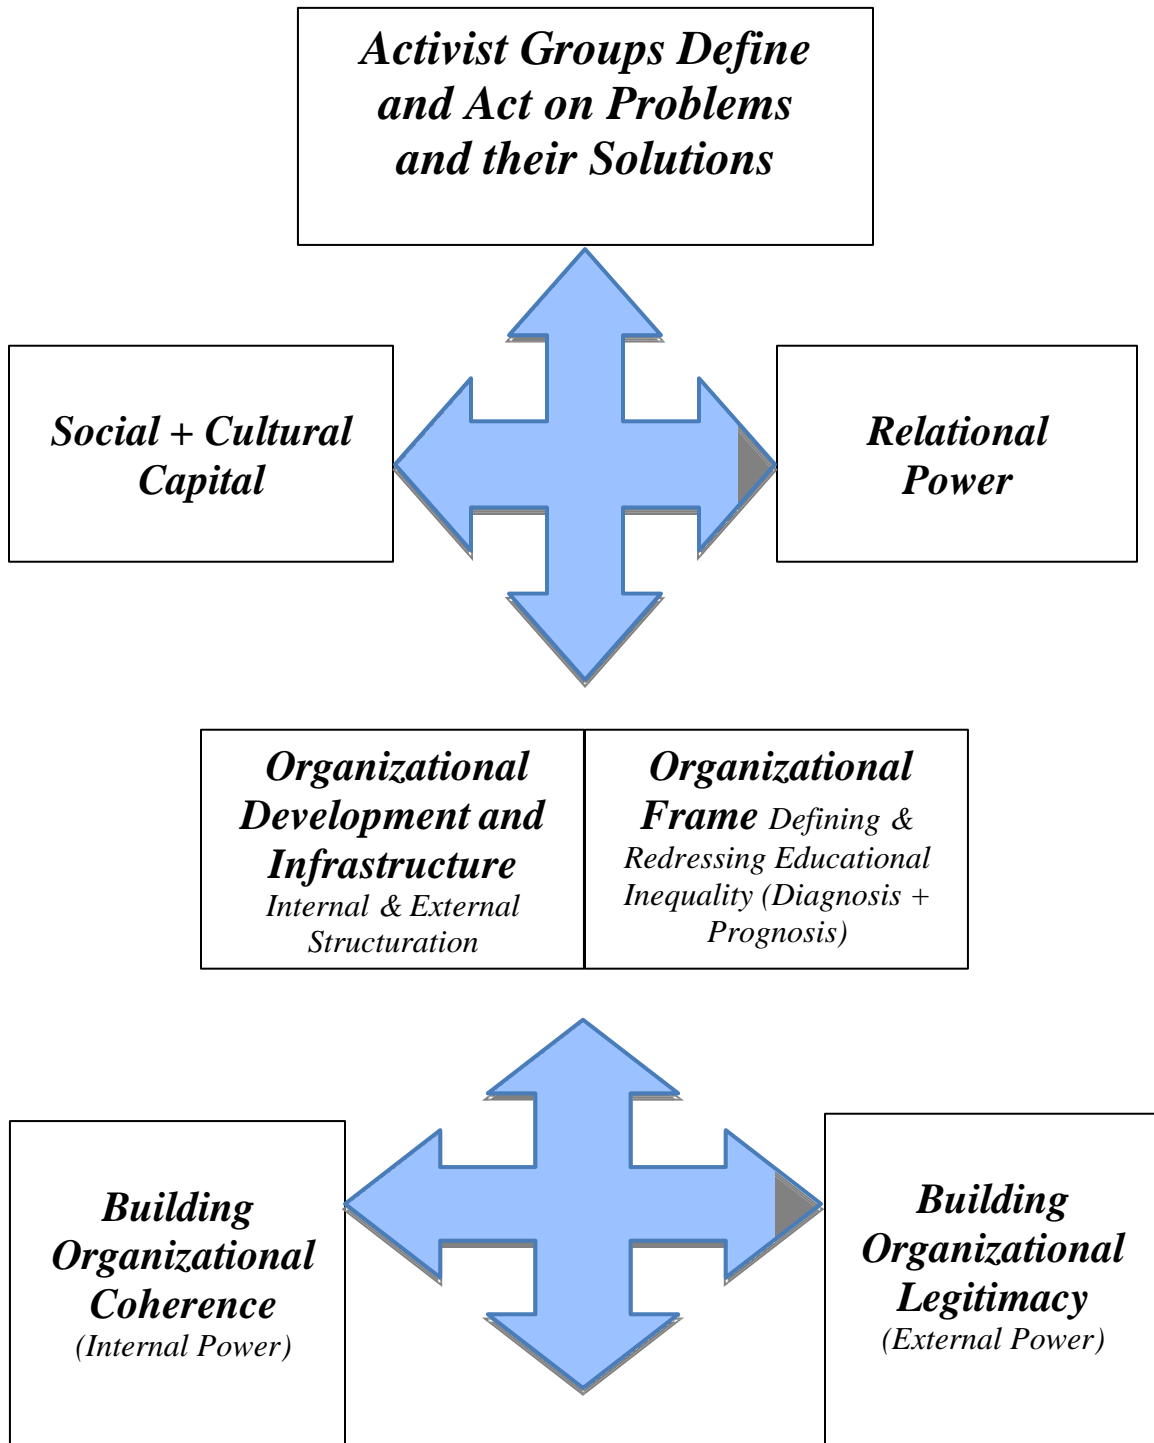 Activist Groups Define
and Act on Problems
and their Solutions
Social + Cultural
Capital
Relational
Power
Organizational
Development and
Infrastructure
Internal & External
Structuration
Organizational
Frame Defining &
Redressing Educational
Inequality (Diagnosis +
Prognosis)
Building
Organizational
Coherence
(Internal Power)
Building
Organizational
Legitimacy
(External Power)